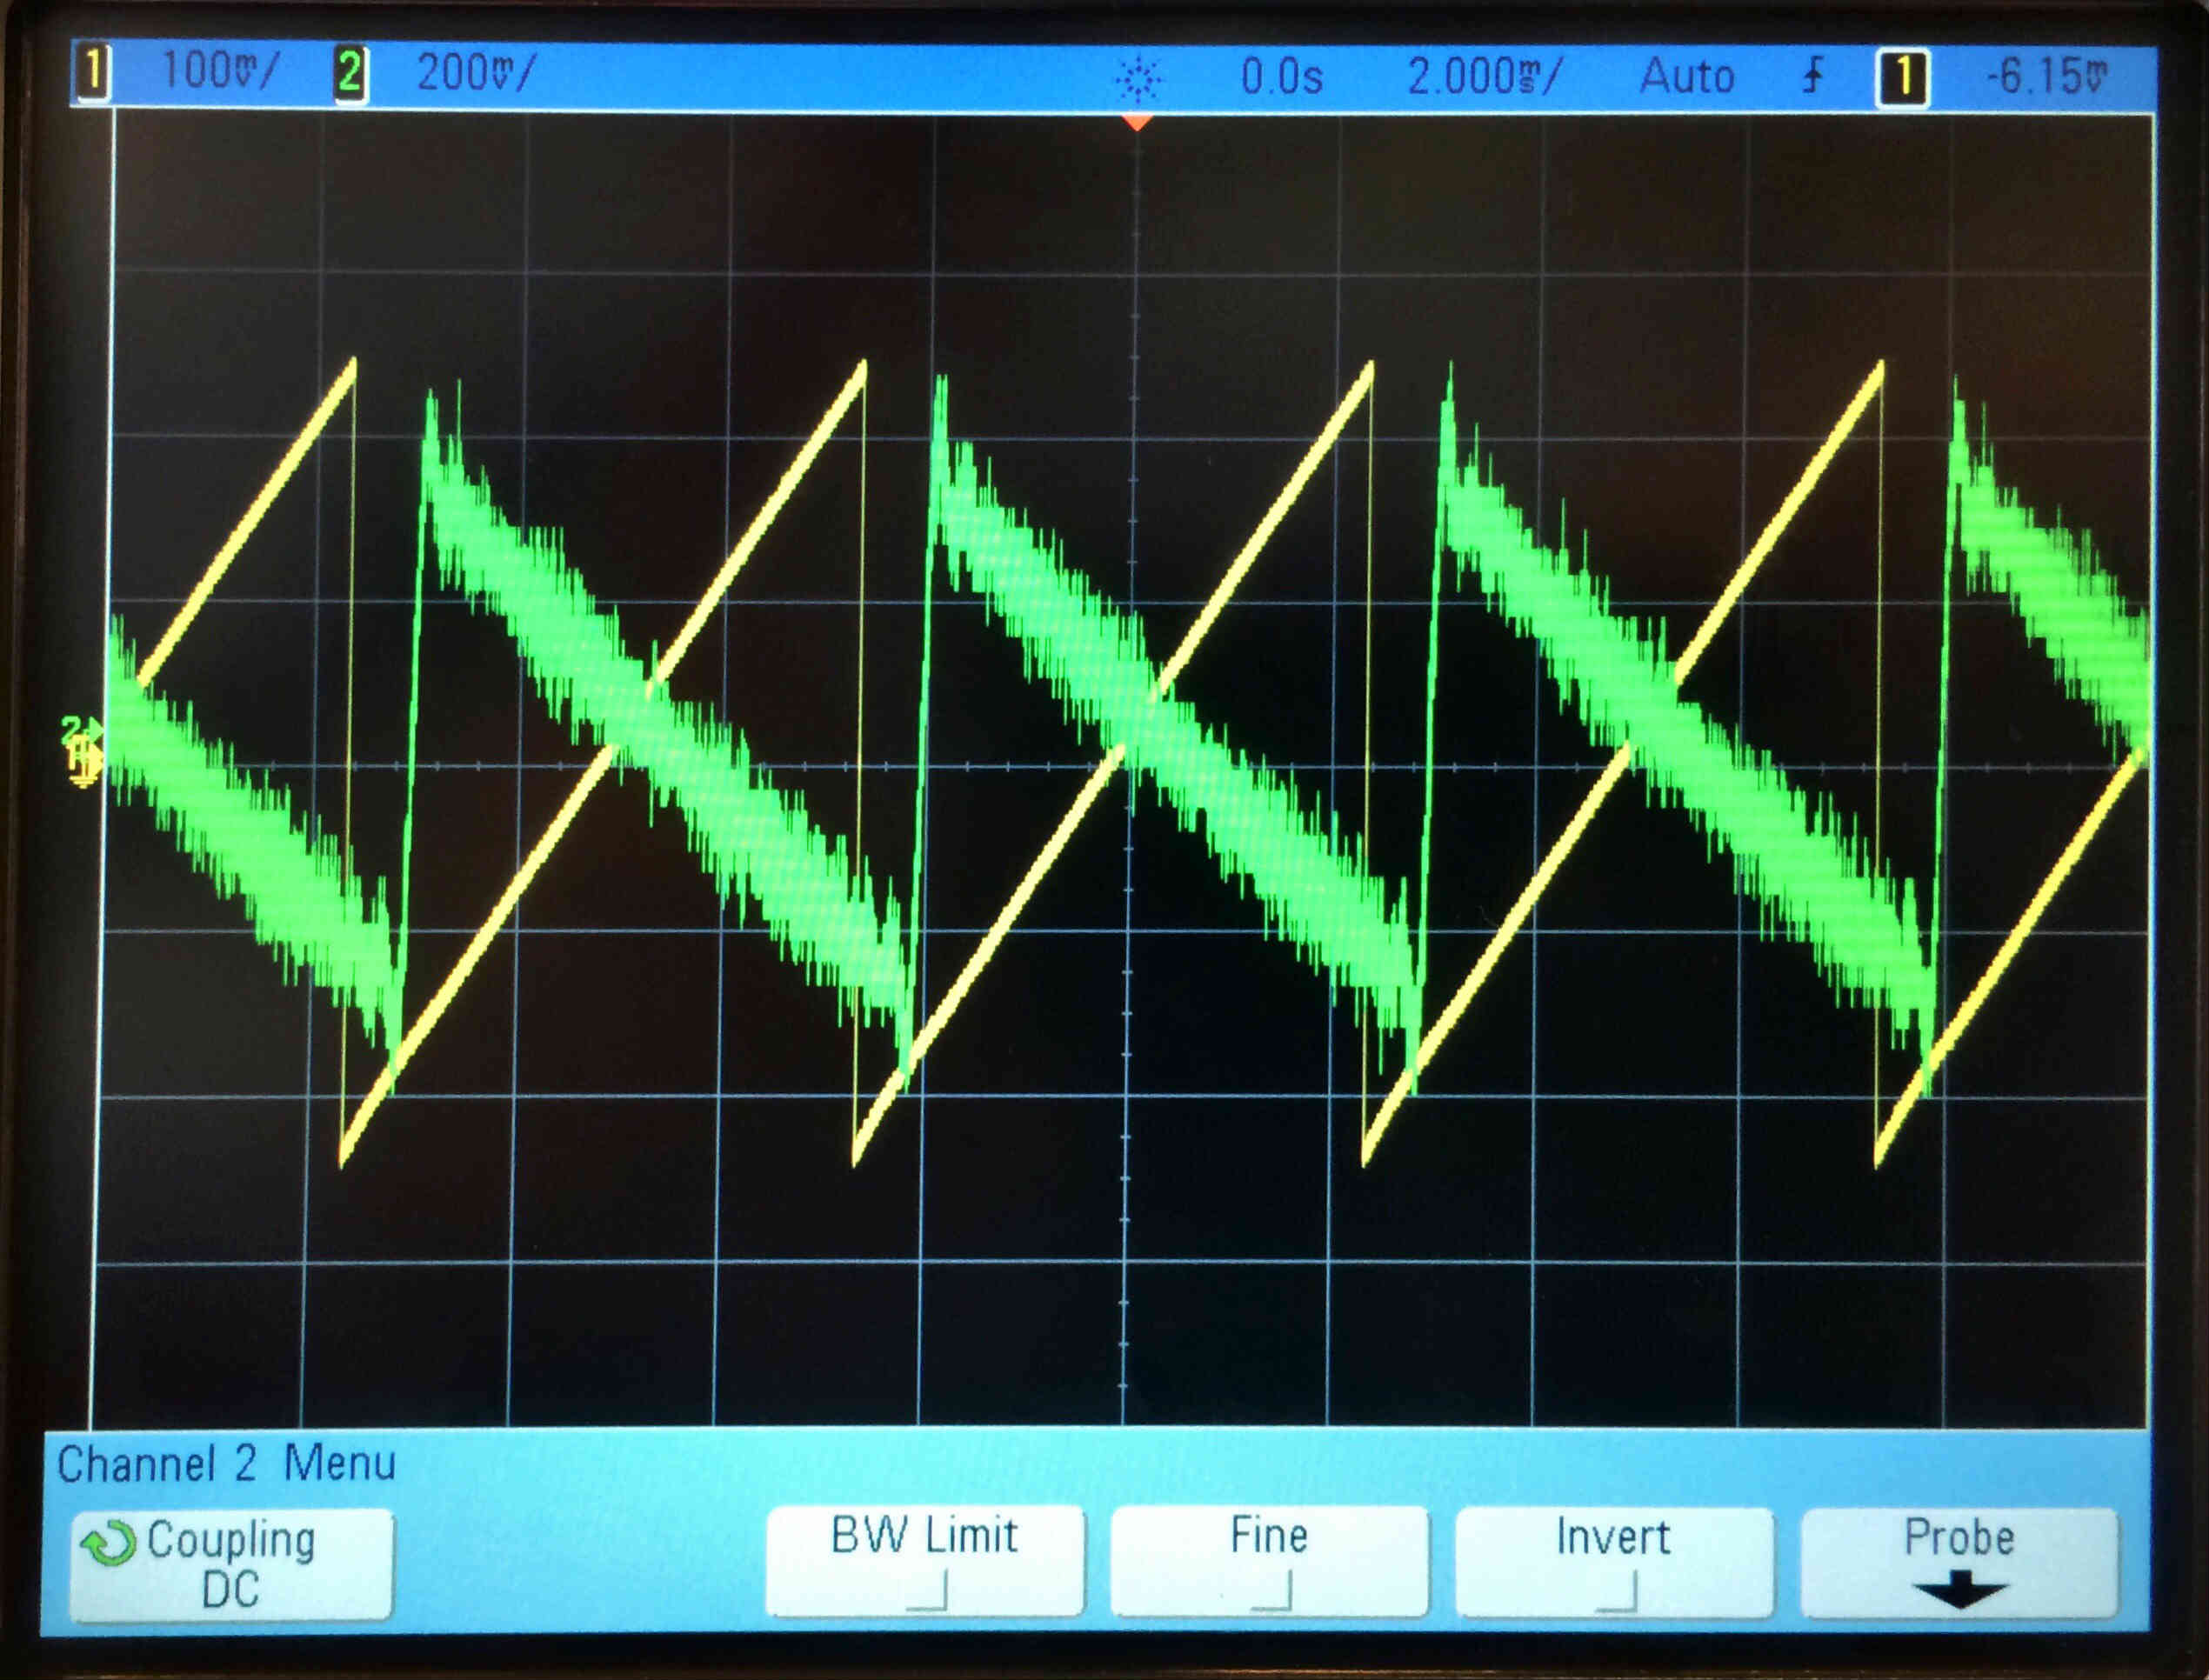 1 100mV/ 2 200mV/ 0.0s 2.000ms/ Auto 1 -6.15mV
2
Channel 2 Menu
Coupling BW Limit Fine Invert Probe
DC